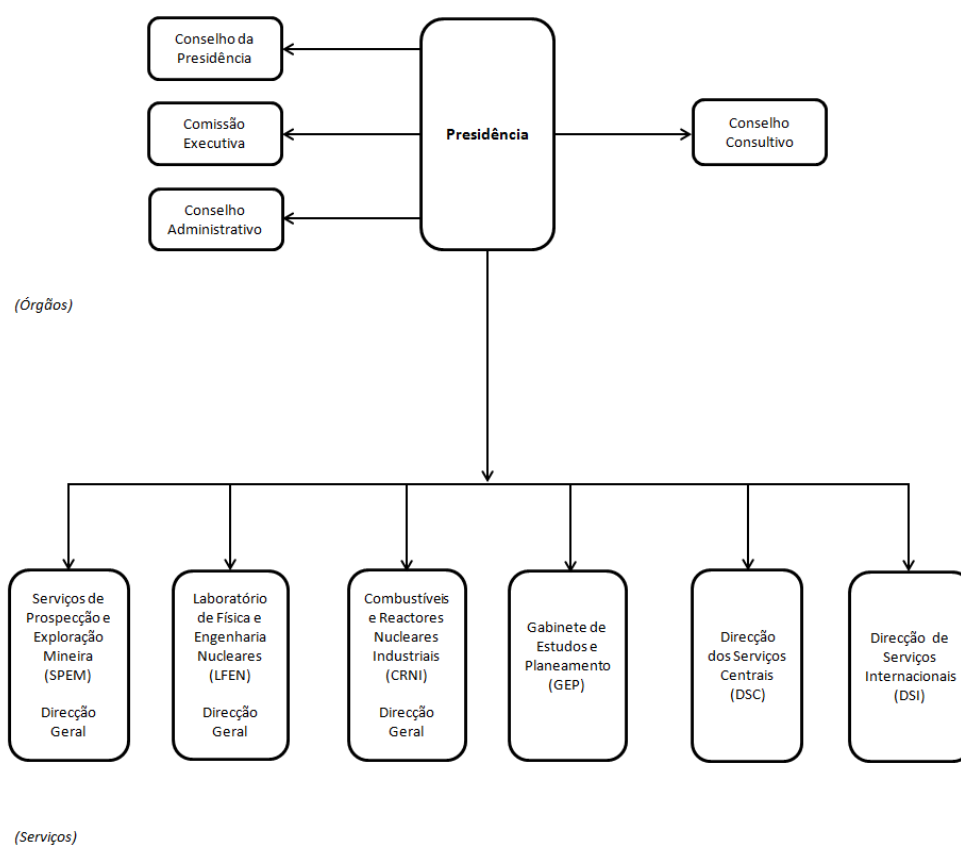 Conselho da
Presidência
Comissão
Executiva
Conselho
Administrativo
Presidência
Conselho
Consultivo
(Órgãos)
Serviços de
Prospecção e
Exploração
Mineira
(SPEM)
Direcção
Geral
Laboratório
de Física e
Engenharia
Nucleares
(LFEN)
Direcção
Geral
Combustíveis
e Reactores
Nucleares
Industriais
(CRNI)
Direcção
Geral
Gabinete de
Estudos e
Planeamento
(GEP)
Direcção
dos Serviços
Centrais
(DSC)
Direcção de
Serviços
Internacionais
(DSI)
(Serviços)